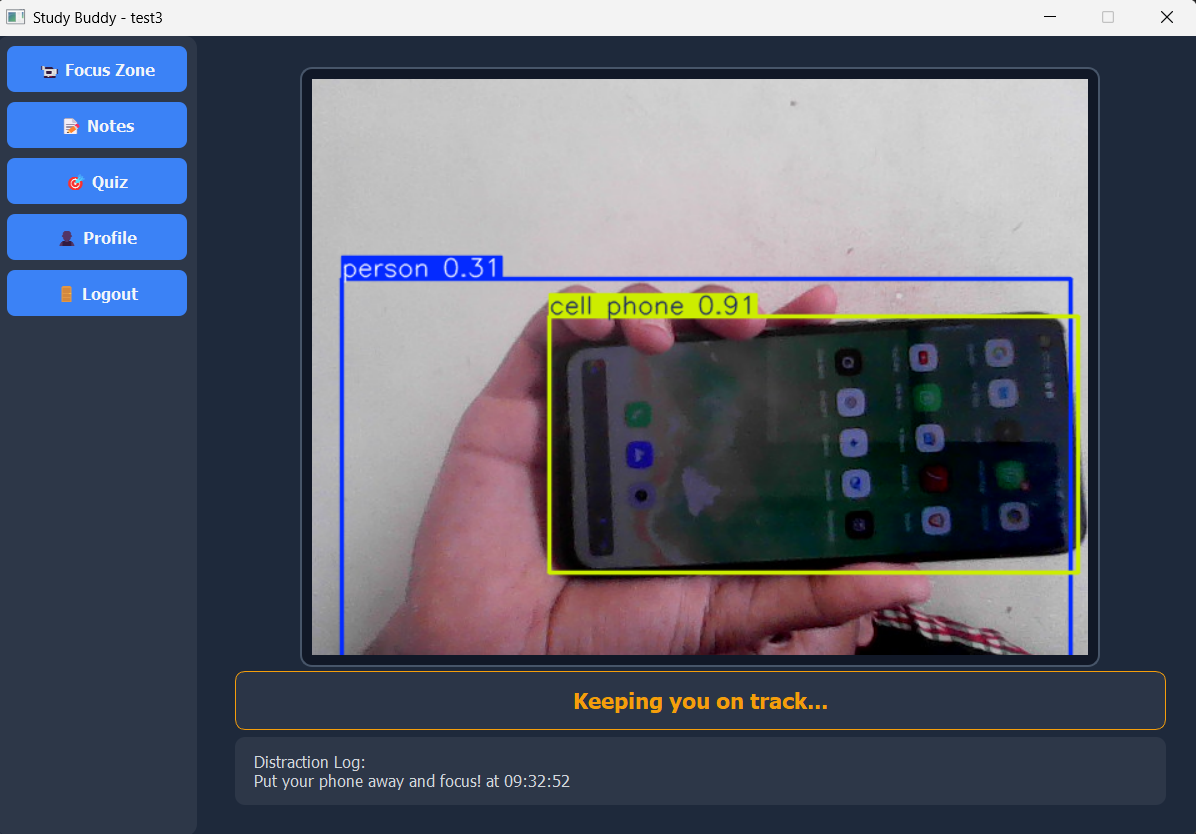 Study Buddy - test3
Focus Zone
Notes
Quiz
Profile
Logout
person 0.31
cell phone 0.91
Keeping you on track...
Distraction Log:
Put your phone away and focus! at 09:32:52